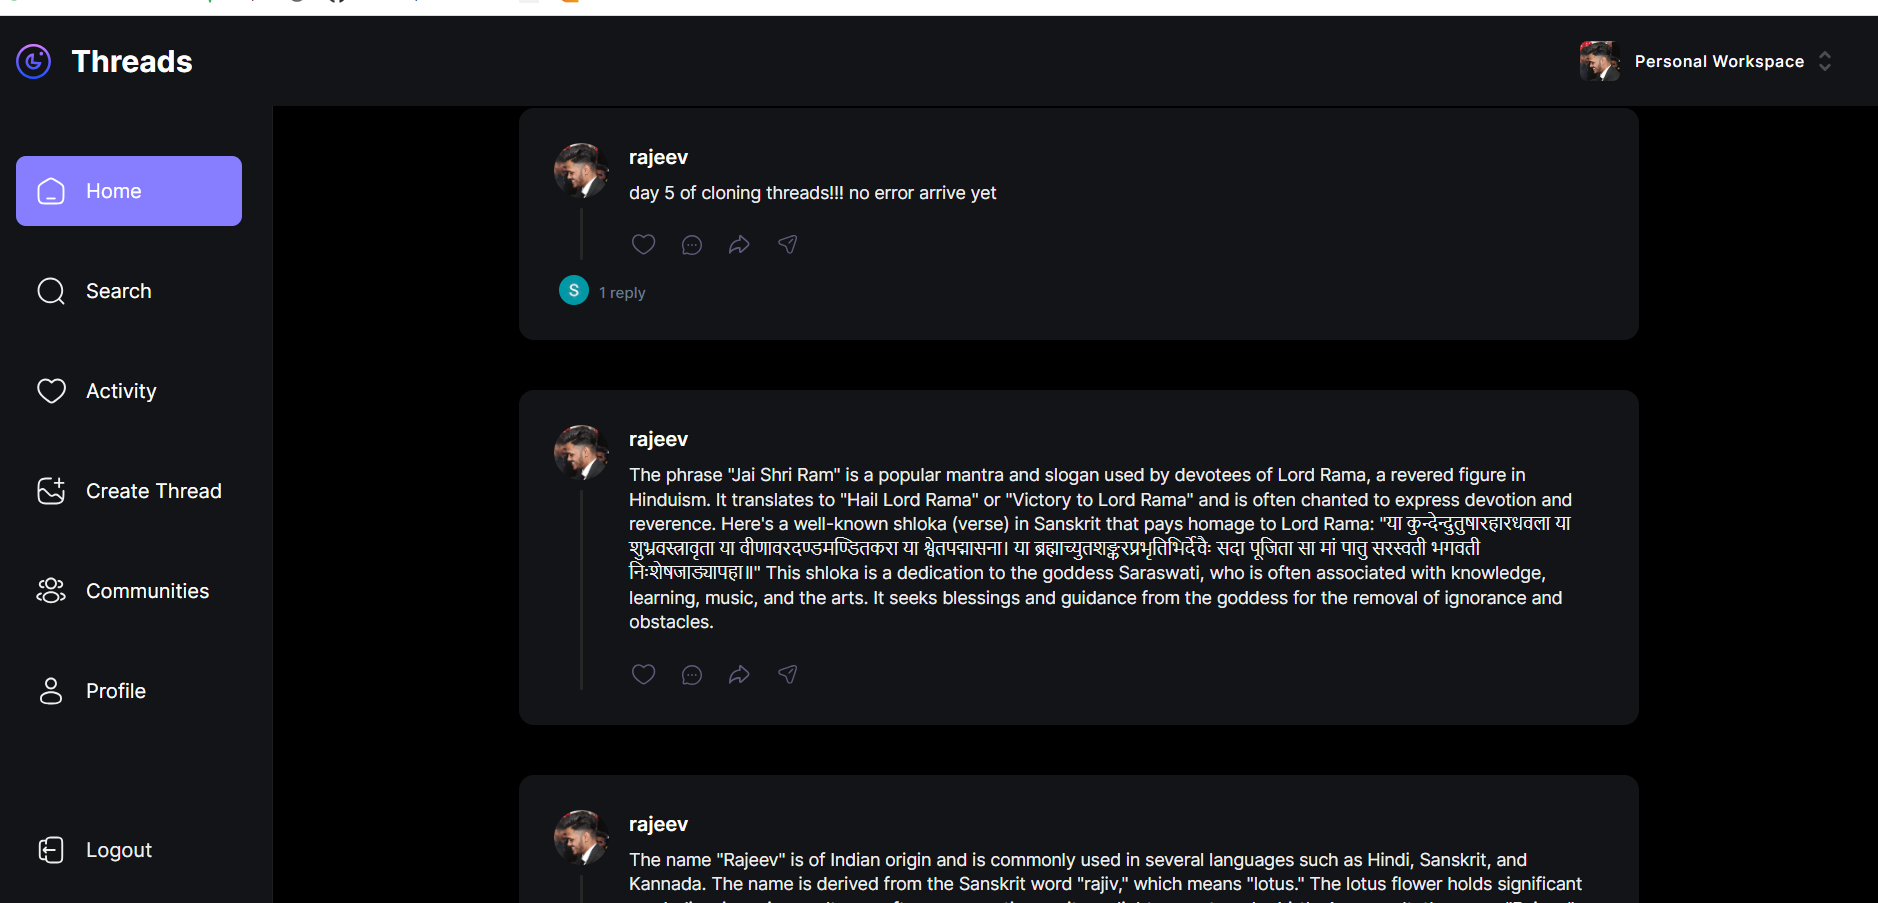 Threads
Personal Workspace
Home
Search
Activity
Create Thread
Communities
Profile
Logout
rajeev
day 5 of cloning threads!!! no error arrive yet
S 1 reply
rajeev
The phrase "Jai Shri Ram" is a popular mantra and slogan used by devotees of Lord Rama, a revered figure in
Hinduism. It translates to "Hail Lord Rama" or "Victory to Lord Rama" and is often chanted to express devotion and
reverence. Here's a well-known shloka (verse) in Sanskrit that pays homage to Lord Rama: "या कुन्देन्दुतुषारहारधवला या
शुभ्रवस्त्रावृता या वीणावरदण्डमण्डितकरा या श्वेतपद्मासना। या ब्रह्माच्युतशङ्करप्रभृतिभिर्देवैः सदा पूजिता सा मां पातु सरस्वती भगवती
निःशेषजाड्यापहा॥" This shloka is a dedication to the goddess Saraswati, who is often associated with knowledge,
learning, music, and the arts. It seeks blessings and guidance from the goddess for the removal of ignorance and
obstacles.
rajeev
The name "Rajeev" is of Indian origin and is commonly used in several languages such as Hindi, Sanskrit, and
Kannada. The name is derived from the Sanskrit word "rajiv," which means "lotus." The lotus flower holds significant